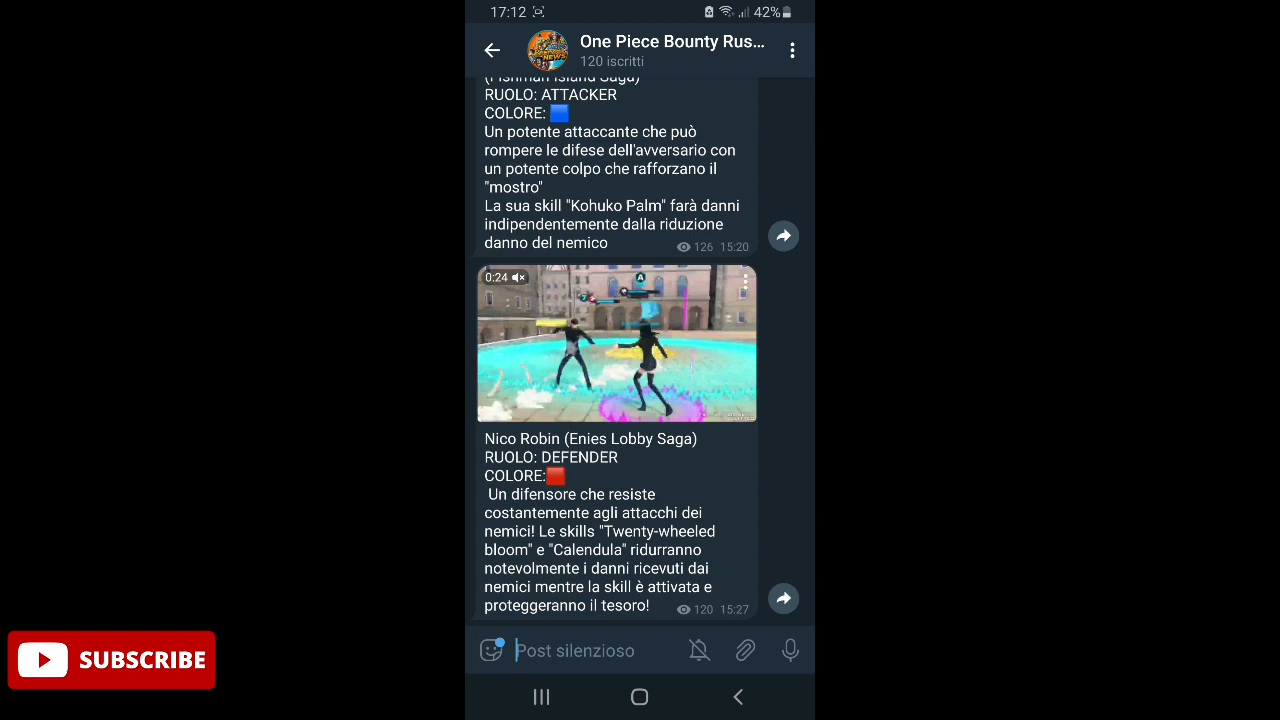 17:12
42%
One Piece Bounty Rus...
120 iscritti
(Fishman Island Saga)
RUOLO: ATTACKER
COLORE:
Un potente attaccante che può
rompere le difese dell'avversario con
un potente colpo che rafforzano il
"mostro"
La sua skill "Kohuko Palm" farà danni
indipendentemente dalla riduzione
danno del nemico
126 15:20
0:24
A
Nico Robin (Enies Lobby Saga)
RUOLO: DEFENDER
COLORE:
Un difensore che resiste
costantemente agli attacchi dei
nemici! Le skills "Twenty-wheeled
bloom" e "Calendula" ridurranno
notevolmente i danni ricevuti dai
nemici mentre la skill è attivata e
proteggeranno il tesoro!
120 15:27
Post silenzioso
SUBSCRIBE